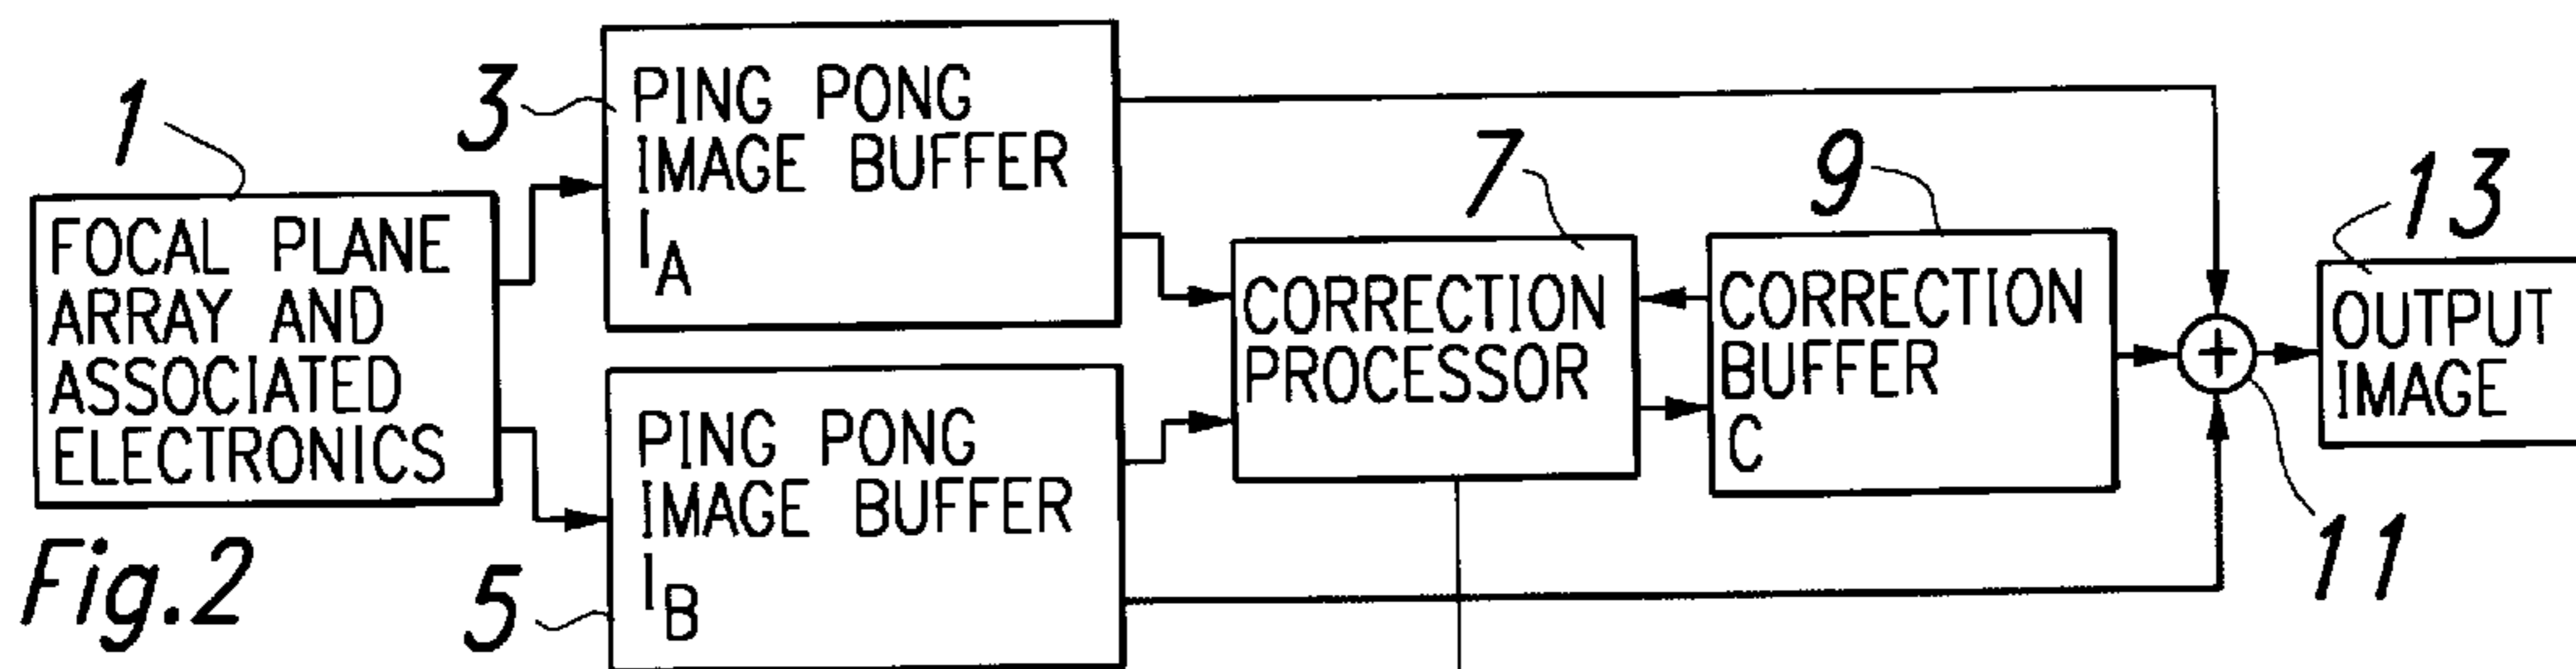 1
FOCAL PLANE
ARRAY AND
ASSOCIATED
ELECTRONICS
3
PING PONG
IMAGE BUFFER
I_A
5
PING PONG
IMAGE BUFFER
I_B
7
CORRECTION
PROCESSOR
9
CORRECTION
BUFFER
C
+
11
13
OUTPUT
IMAGE
Fig.2